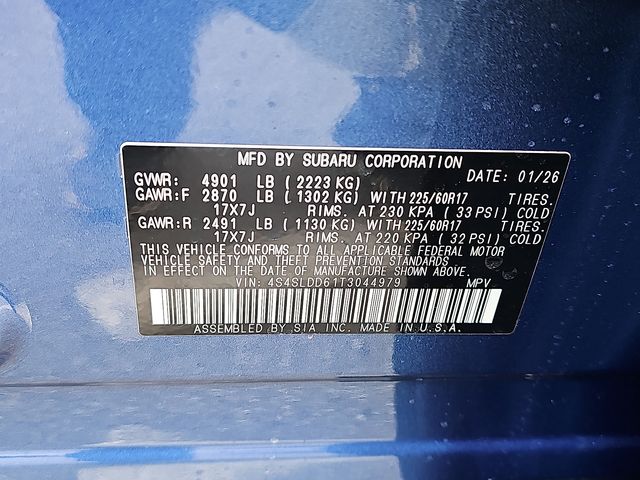 MFD BY SUBARU CORPORATION DATE: 01/26
GVWR: 4901 LB (2223 KG)
GAWR:F 2870 LB (1302 KG) WITH 225/60R17 TIRES.
17X7J RIMS. AT 230 KPA (33 PSI) COLD
GAWR:R 2491 LB (1130 KG) WITH 225/60R17 TIRES.
17X7J RIMS. AT 220 KPA (32 PSI) COLD
THIS VEHICLE CONFORMS TO ALL APPLICABLE FEDERAL MOTOR
VEHICLE SAFETY AND THEFT PREVENTION STANDARDS
IN EFFECT ON THE DATE OF MANUFACTURE SHOWN ABOVE.
VIN: 4S4SLDD61T3044979 MPV
ASSEMBLED BY SIA INC. MADE IN U.S.A.